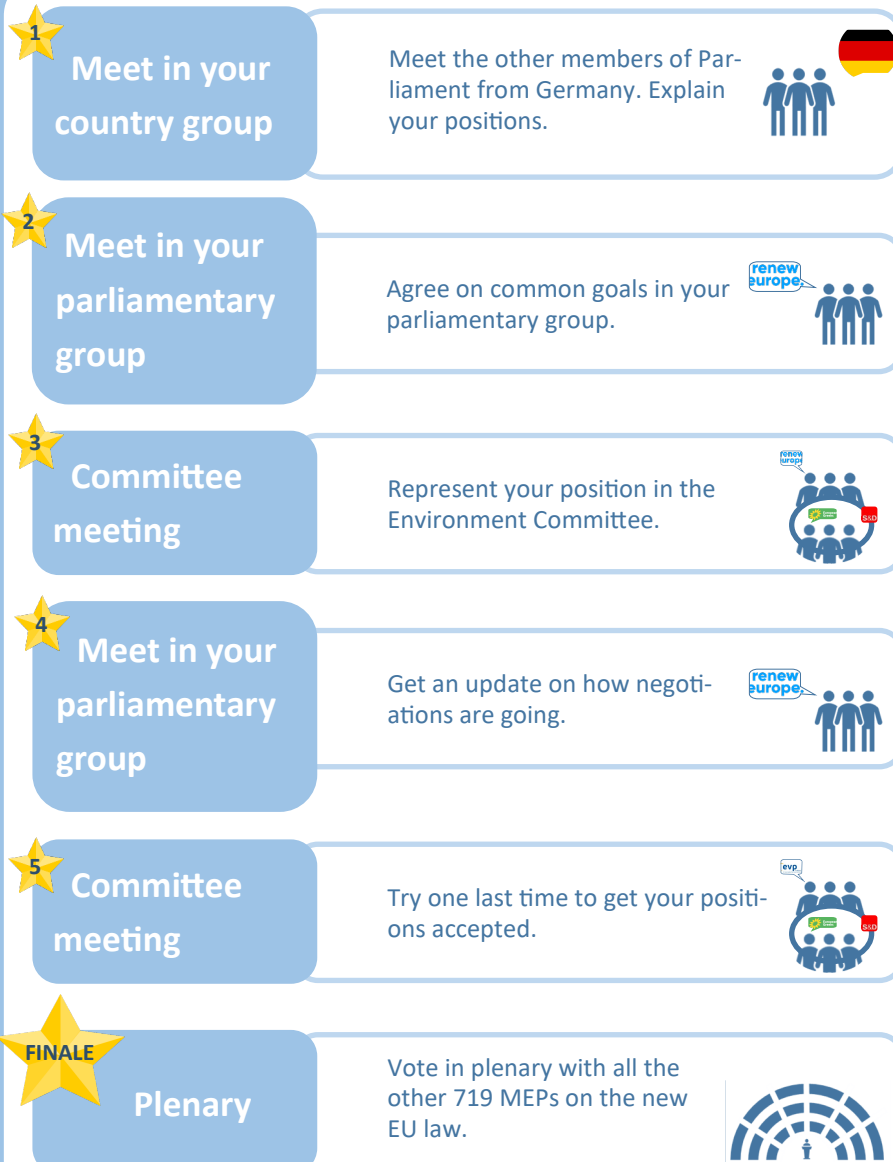 1
Meet in your
country group
Meet the other members of Par-
liament from Germany. Explain
your positions.
2
Meet in your
parliamentary
group
Agree on common goals in your
parliamentary group.
renew
europe.
3
Committee
meeting
Represent your position in the
Environment Committee.
renew
europe
S&D
4
Meet in your
parliamentary
group
Get an update on how negoti-
ations are going.
renew
europe.
5
Committee
meeting
Try one last time to get your positi-
ons accepted.
evp
S&D
FINALE
Plenary
Vote in plenary with all the
other 719 MEPs on the new
EU law.